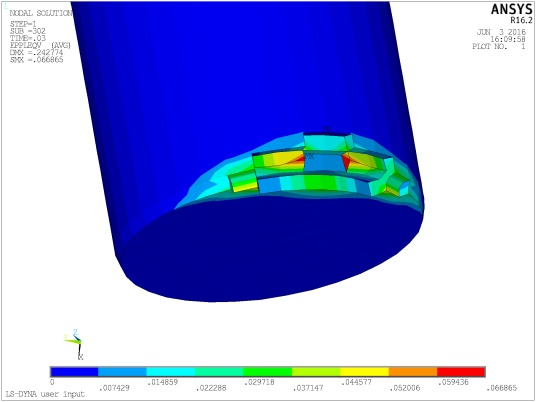 NODAL SOLUTION
STEP=1
SUB =302
TIME=.03
EPPLEQV (AVG)
DMX =.242774
SMX =.066865
ANSYS
R16.2
JUN 3 2016
16:09:58
PLOT NO. 1
MX
Z
Y
X
0 .007429 .014859 .022288 .029718 .037147 .044577 .052006 .059436 .066865
LS-DYNA user input